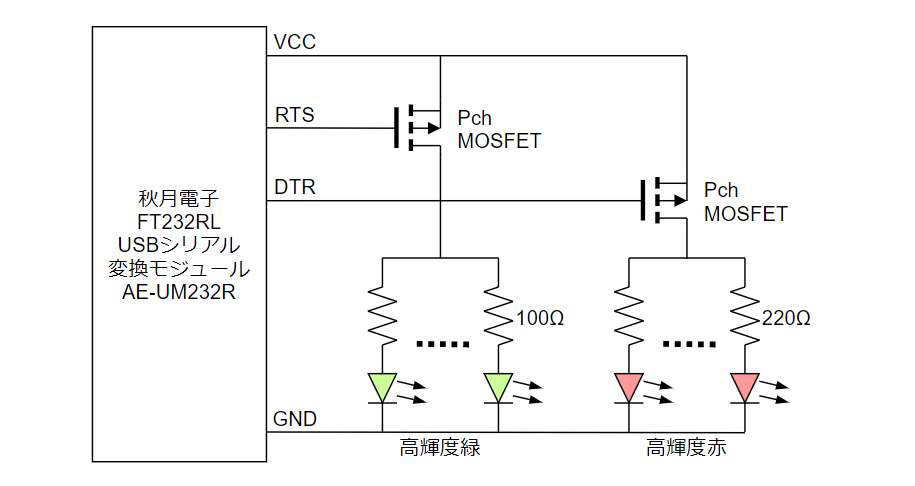 VCC
RTS
Pch
MOSFET
DTR
Pch
MOSFET
秋月電子
FT232RL
USBシリアル
変換モジュール
AE-UM232R
100Ω
220Ω
GND
高輝度緑
高輝度赤